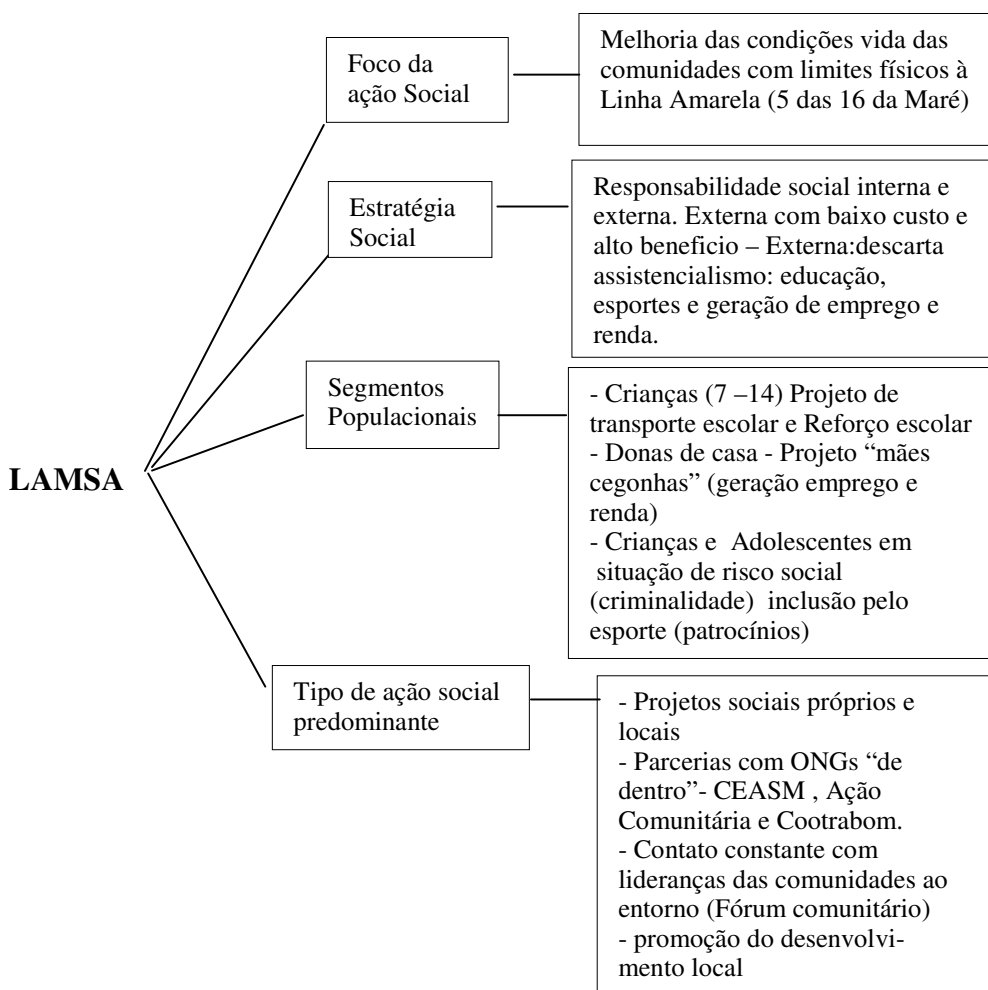 Foco da
ação Social
Melhoria das condições vida das
comunidades com limites físicos à
Linha Amarela (5 das 16 da Maré)
Estratégia
Social
Responsabilidade social interna e
externa. Externa com baixo custo e
alto beneficio – Externa:descarta
assistencialismo: educação,
esportes e geração de emprego e
renda.
Segmentos
Populacionais
- Crianças (7 –14) Projeto de
transporte escolar e Reforço escolar
- Donas de casa - Projeto “mães
cegonhas” (geração emprego e
renda)
- Crianças e Adolescentes em
situação de risco social
(criminalidade) inclusão pelo
esporte (patrocínios)
LAMSA
Tipo de ação social
predominante
- Projetos sociais próprios e
locais
- Parcerias com ONGs “de
dentro”- CEASM , Ação
Comunitária e Cootrabom.
- Contato constante com
lideranças das comunidades ao
entorno (Fórum comunitário)
- promoção do desenvolvi-
mento local